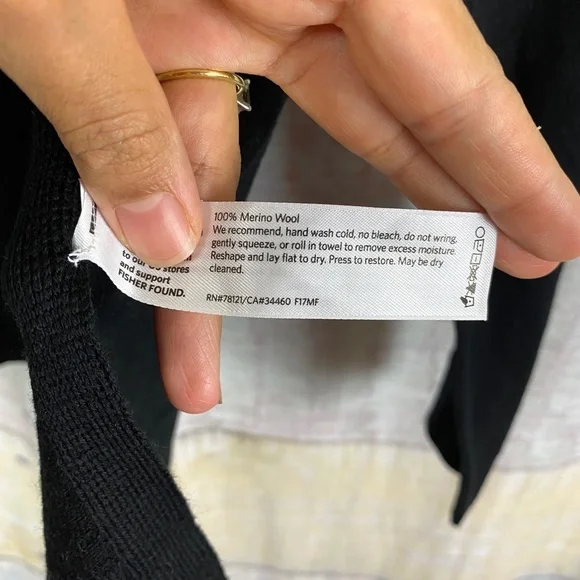 100% Merino Wool
We recommend, hand wash cold, no bleach, do not wring,
gently squeeze, or roll in towel to remove excess moisture.
Reshape and lay flat to dry. Press to restore. May be dry
cleaned.
RN#78121/CA#34460 F17MF
to our stores
and support
FISHER FOUND.